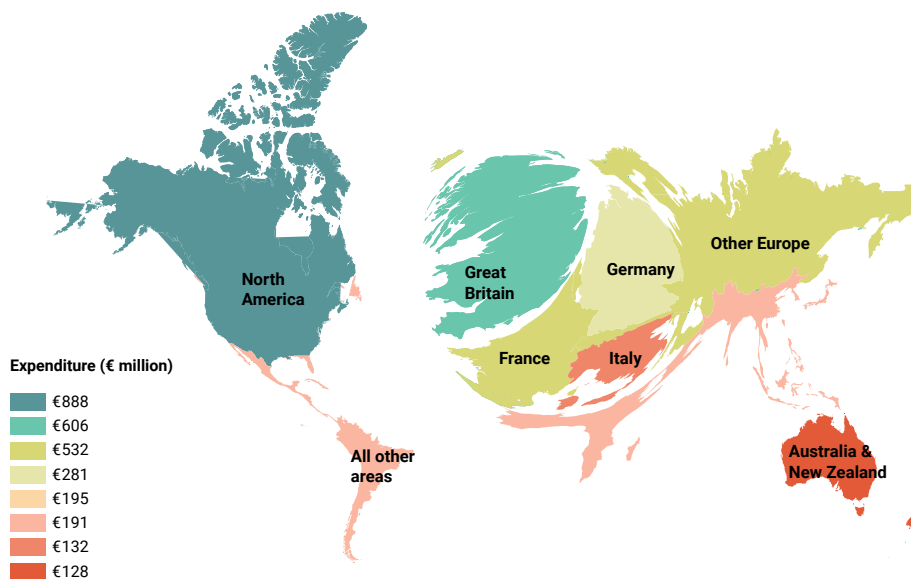 North
America
Great
Britain
Germany
Other Europe
France
Italy
All other
areas
Australia &
New Zealand
Expenditure (€ million)
€888
€606
€532
€281
€195
€191
€132
€128